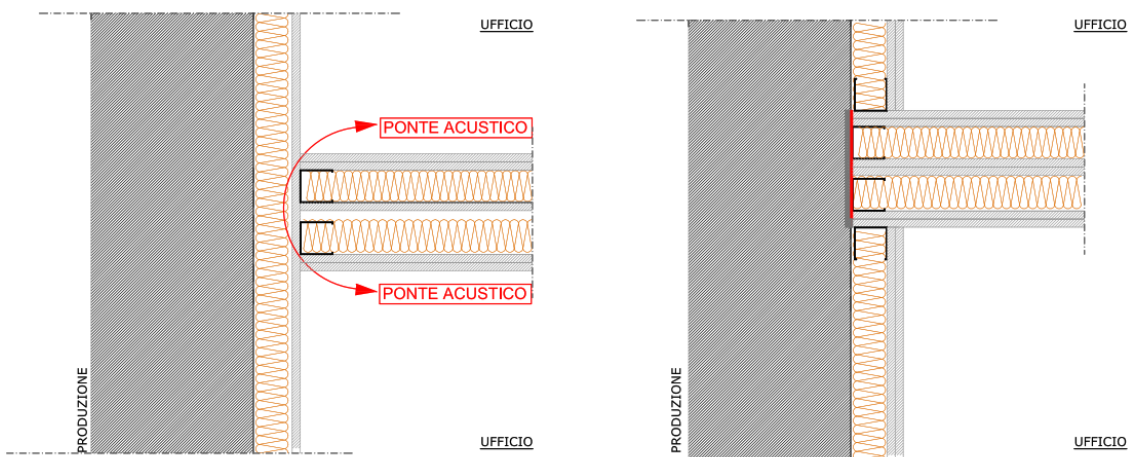 UFFICIO
PONTE ACUSTICO
PONTE ACUSTICO
PRODUZIONE
UFFICIO
UFFICIO
PRODUZIONE
UFFICIO